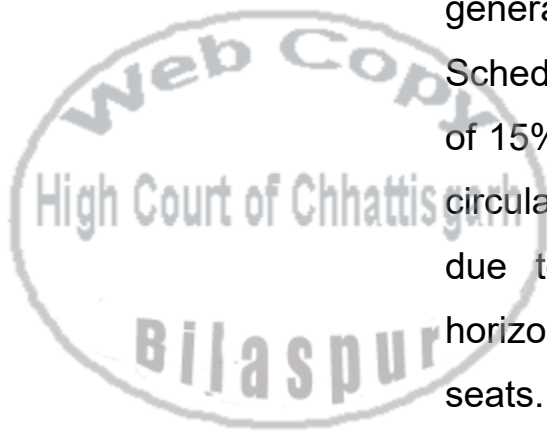 Web Copy
High Court of Chhattisgarh
Bilaspur
genera
Sched
of 15%
circula
due t
horizo
seats.